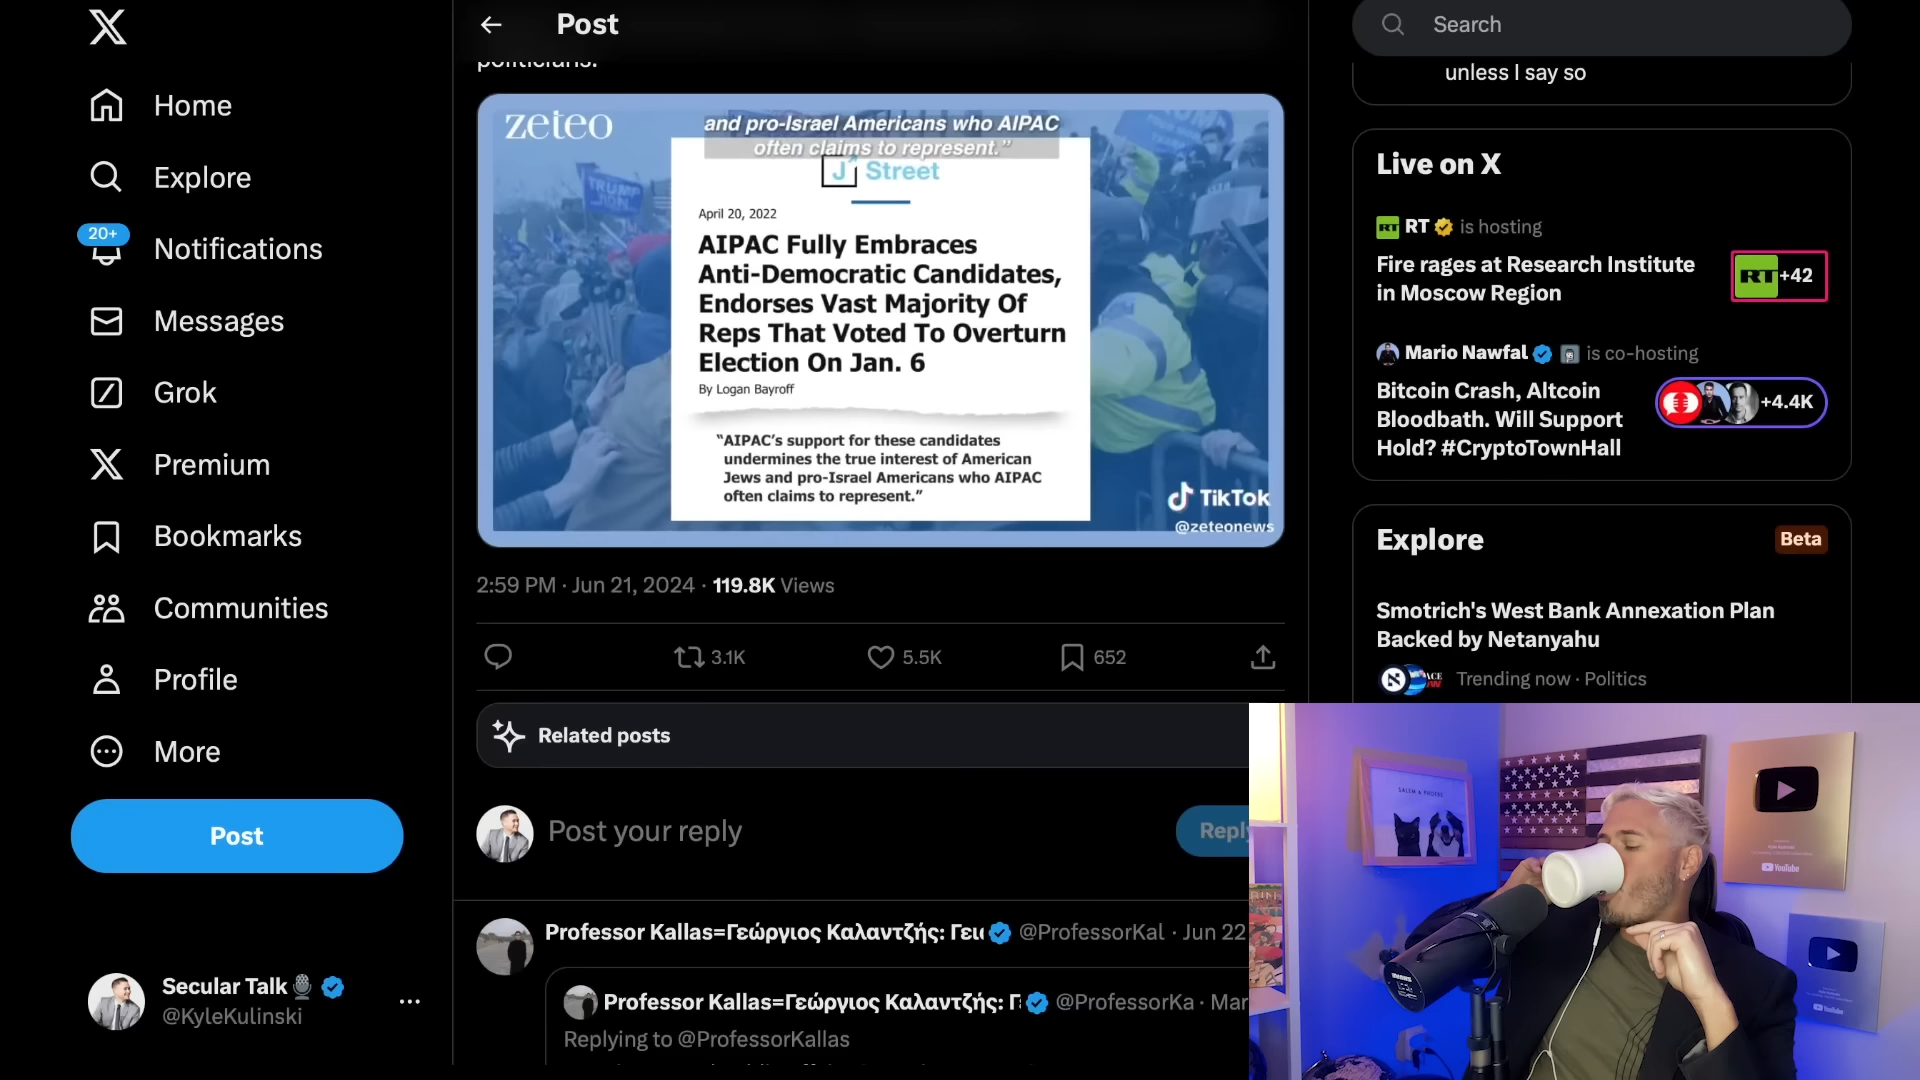 Home
Explore
20+
Notifications
Messages
Grok
Premium
Bookmarks
Communities
Profile
More
Post
Secular Talk
@KyleKulinski
Post
politicians.
zeteo
and pro-Israel Americans who AIPAC
often claims to represent.”
J Street
April 20, 2022
AIPAC Fully Embraces
Anti-Democratic Candidates,
Endorses Vast Majority Of
Reps That Voted To Overturn
Election On Jan. 6
By Logan Bayroff
“AIPAC’s support for these candidates
undermines the true interest of American
Jews and pro-Israel Americans who AIPAC
often claims to represent.”
TikTok
@zeteonews
2:59 PM · Jun 21, 2024 · 119.8K Views
3.1K
5.5K
652
Related posts
Post your reply
Reply
Professor Kallas=Γεώργιος Καλαντζής: Γει @ProfessorKal · Jun 22
Professor Kallas=Γεώργιος Καλαντζής: Γ @ProfessorKa · Mar
Replying to @ProfessorKallas
Search
unless I say so
Live on X
RT is hosting
Fire rages at Research Institute
in Moscow Region
RT +42
Mario Nawfal is co-hosting
Bitcoin Crash, Altcoin
Bloodbath. Will Support
Hold? #CryptoTownHall
+4.4K
Explore
Beta
Smotrich's West Bank Annexation Plan
Backed by Netanyahu
Trending now · Politics
SALEM & PHOEBE
YouTube
YouTube